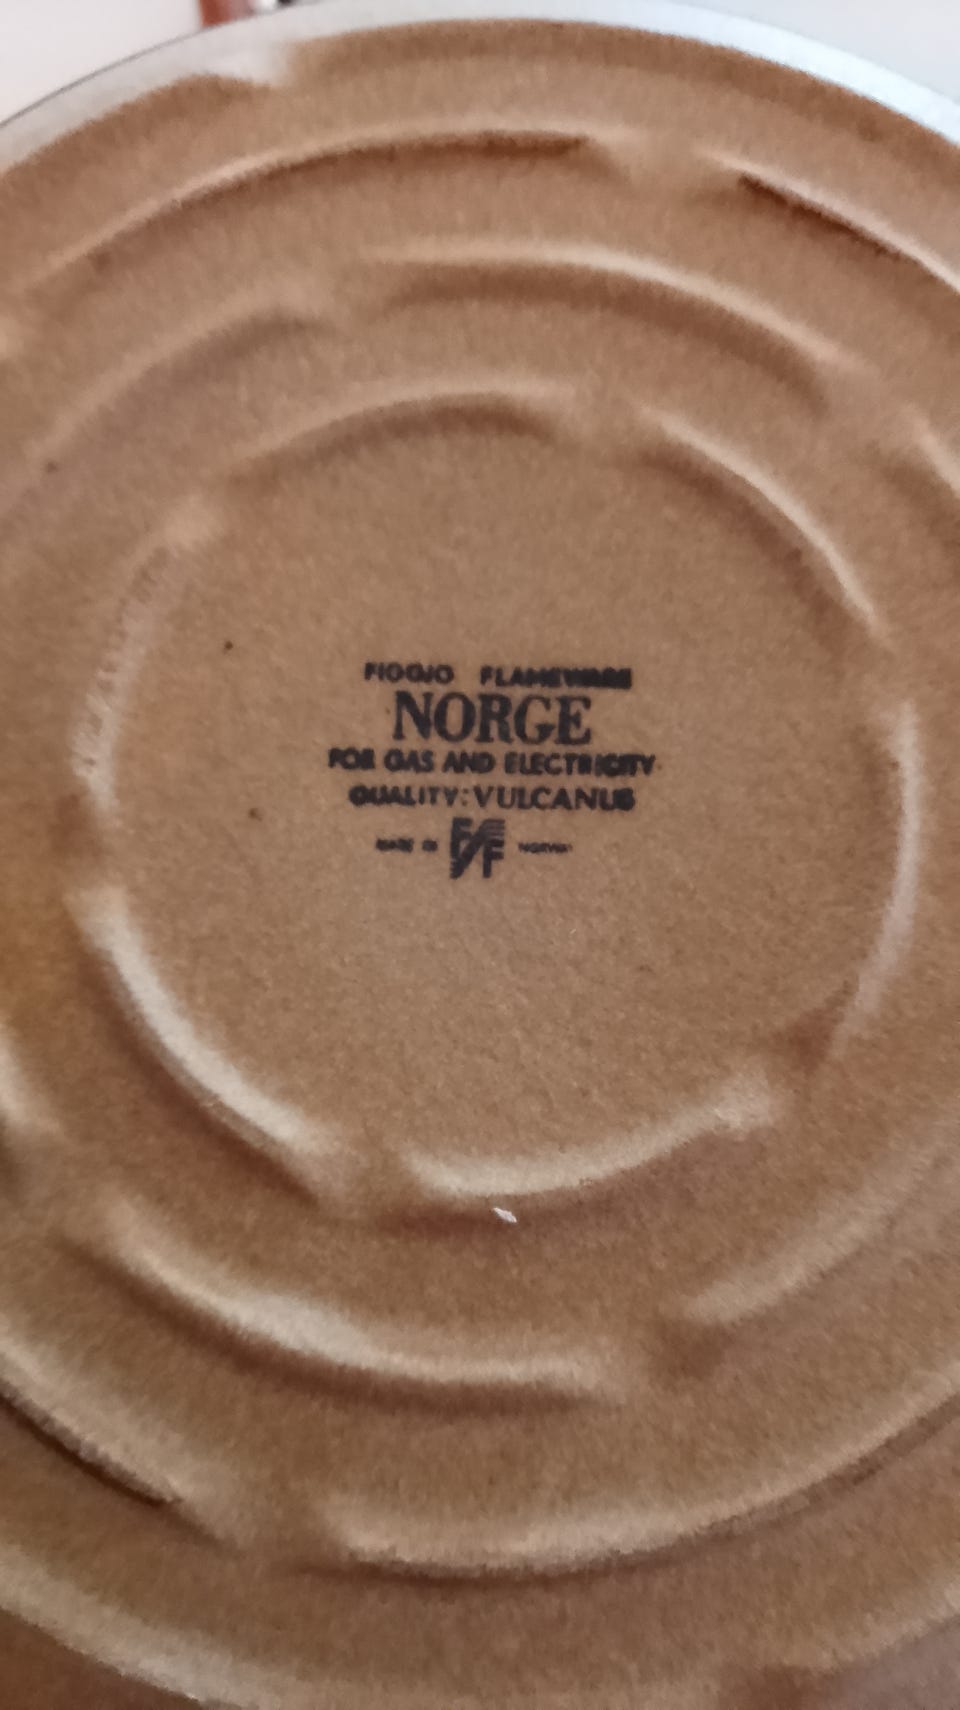 FIGGJO FLAMEWARE
NORGE
FOR GAS AND ELECTRICITY
QUALITY: VULCANUS
MADE IN F/F NORWAY